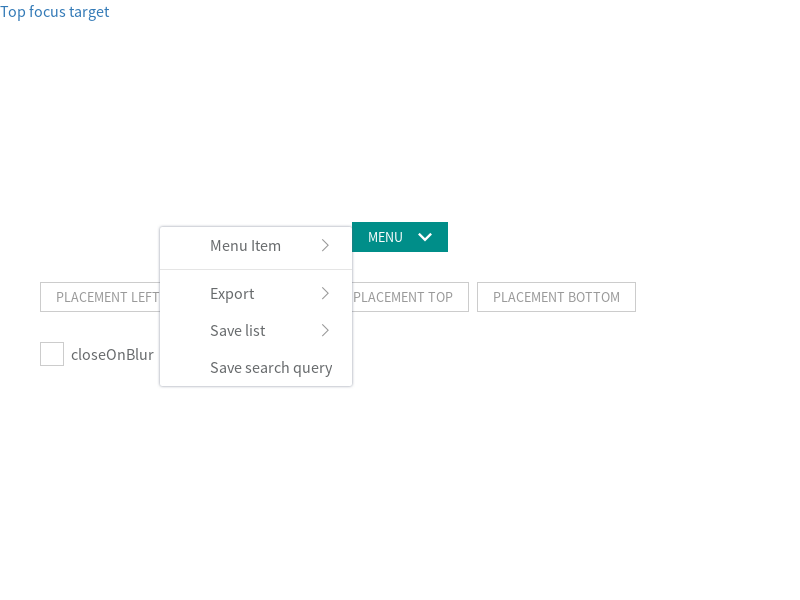 Top focus target
MENU
Menu Item
PLACEMENT LEFT
Export
PLACEMENT TOP
PLACEMENT BOTTOM
Save list
closeOnBlur
Save search query